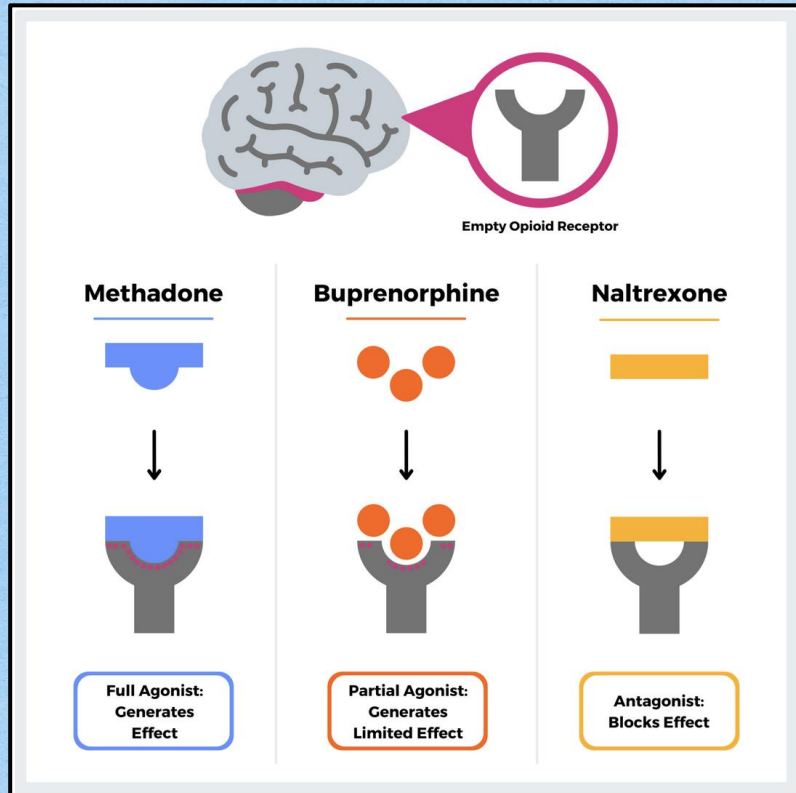 Empty Opioid Receptor
Methadone
Buprenorphine
Naltrexone
Full Agonist:
Generates
Effect
Partial Agonist:
Generates
Limited Effect
Antagonist:
Blocks Effect